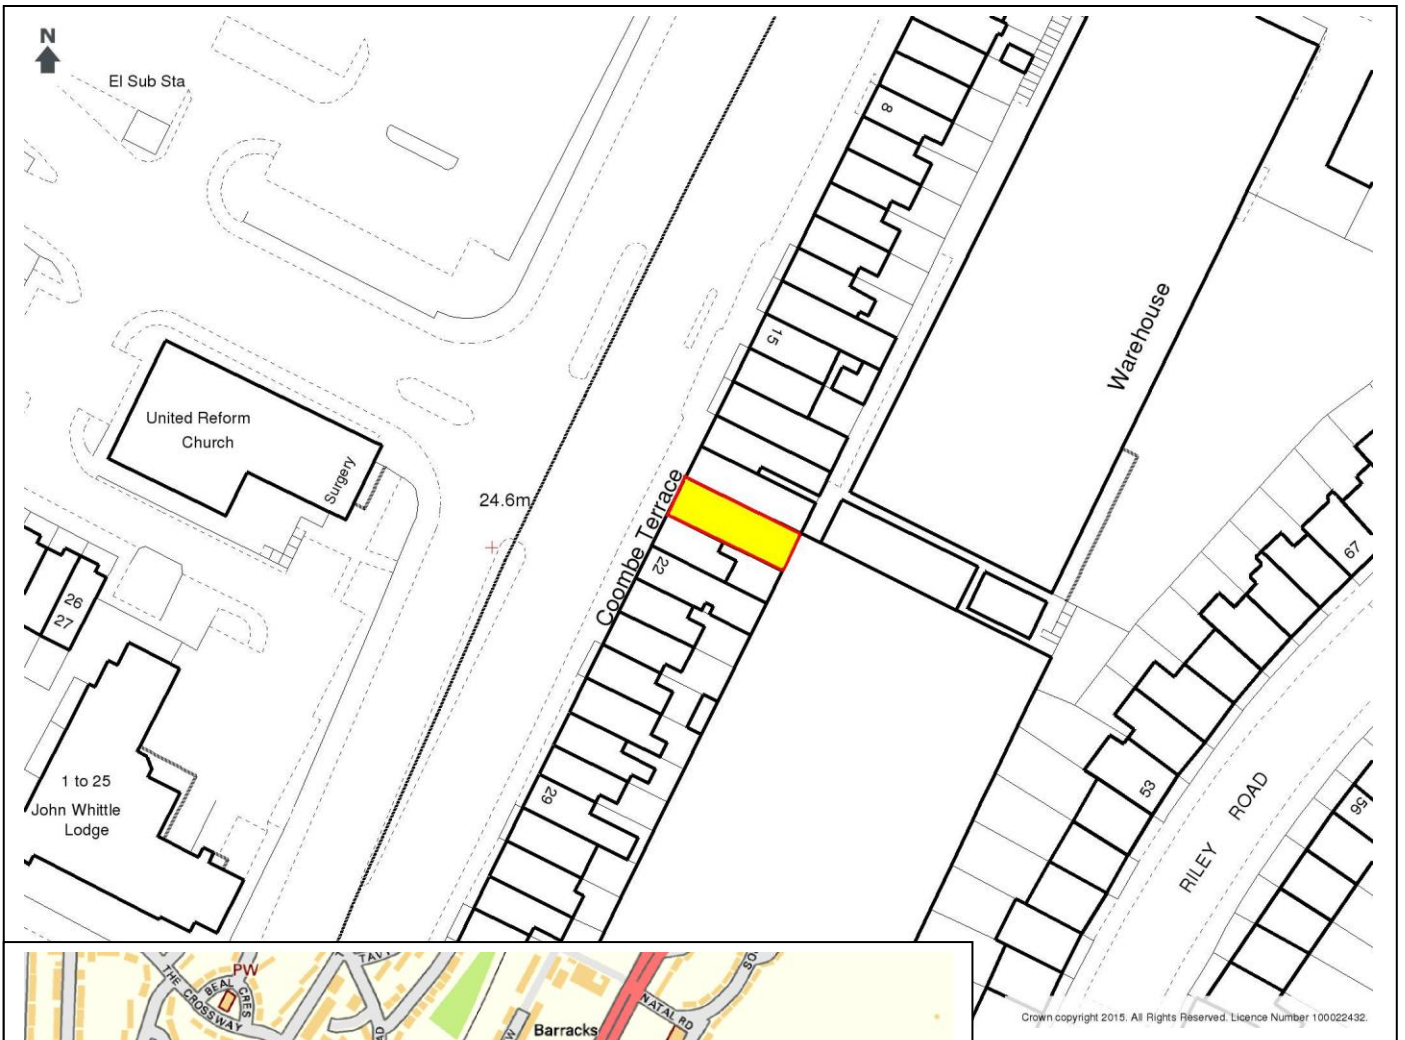 N
El Sub Sta
8
15
Warehouse
United Reform
Church
Surgery
24.6m
Coombe Terrace
22
26
27
67
1 to 25
John Whittle
Lodge
29
53
56
RILEY ROAD
Crown copyright 2015. All Rights Reserved. Licence Number 100022432.
PW
BEAL CRES
THE CROSSWAY
TAV
NATAL RD
Barracks
SO